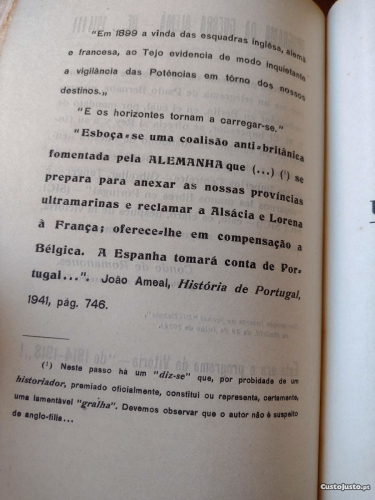 "Em 1899 a vinda das esquadras inglêsa, alemã
e francesa, ao Tejo evidencia de modo inquietante
a vigilância das Potências em tôrno dos nossos
destinos."
"E os horizontes tornam a carregar-se."
"Esboça-se uma coalisão anti-britânica
fomentada pela ALEMANHA que (...) (¹) se
prepara para anexar as nossas províncias
ultramarinas e reclamar a Alsácia e Lorena
à França; oferece-lhe em compensação a
Bélgica. A Espanha tomará conta de Por-
tugal...". João Ameal, História de Portugal,
1941, pág. 746.
(¹) Neste passo há um "diz-se" que, por probidade de um
historiador, premiado oficialmente, constitui ou representa, certamente,
uma lamentável "gralha". Devemos observar que o autor não é suspeito
de anglo-filia...
CustoJusto.pt